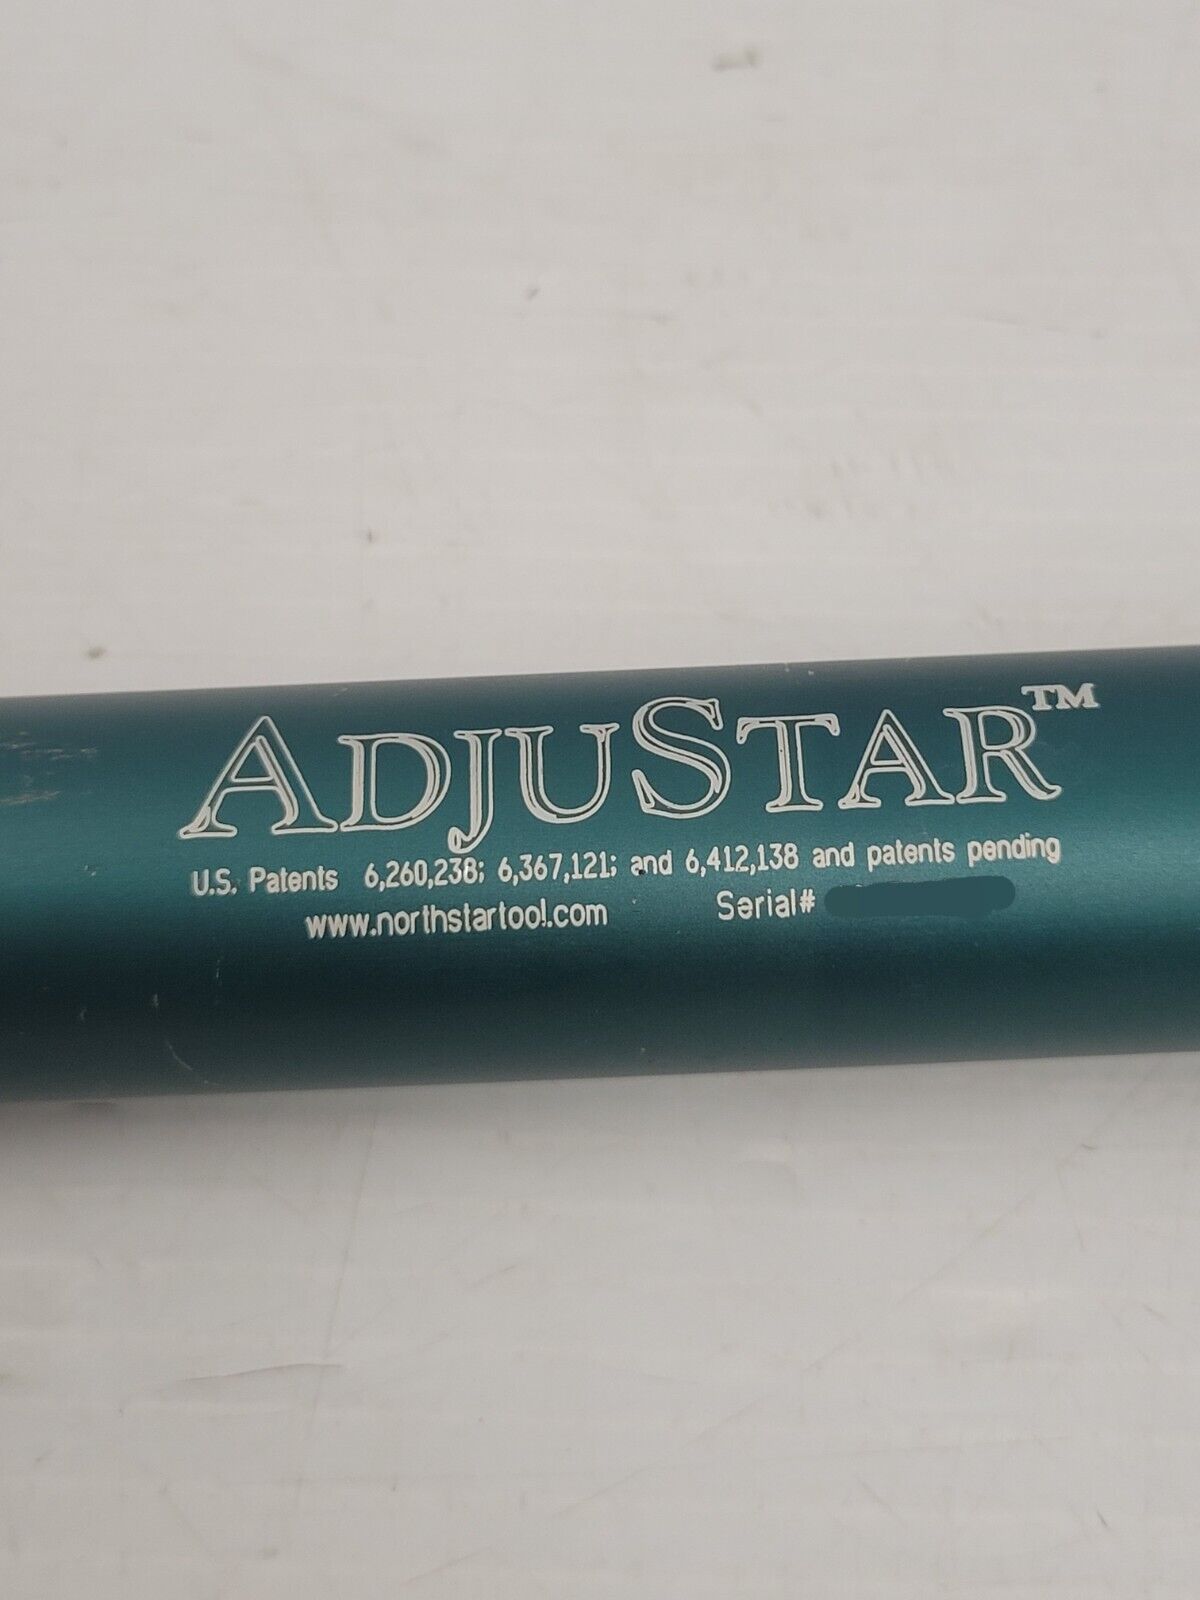 ADJUSTAR™
U.S. Patents 6,260,238; 6,367,121; and 6,412,138 and patents pending
www.northstartool.com Serial#